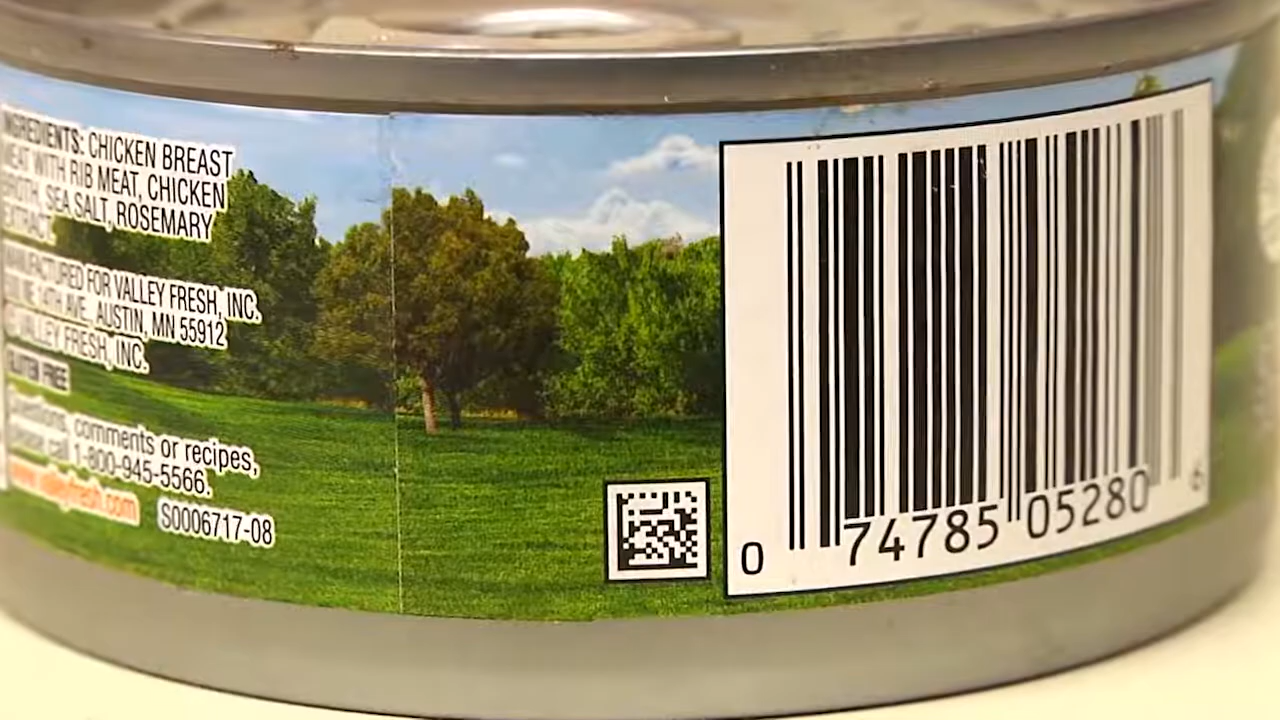 INGREDIENTS: CHICKEN BREAST
MEAT WITH RIB MEAT, CHICKEN
BROTH, SEA SALT, ROSEMARY
EXTRACT.
MANUFACTURED FOR VALLEY FRESH, INC.
14TH AVE., AUSTIN, MN 55912
VALLEY FRESH, INC.
GLUTEN FREE
Questions, comments or recipes,
please call 1-800-945-5566.
www.valleyfresh.com
S0006717-08
0 74785 05280 6